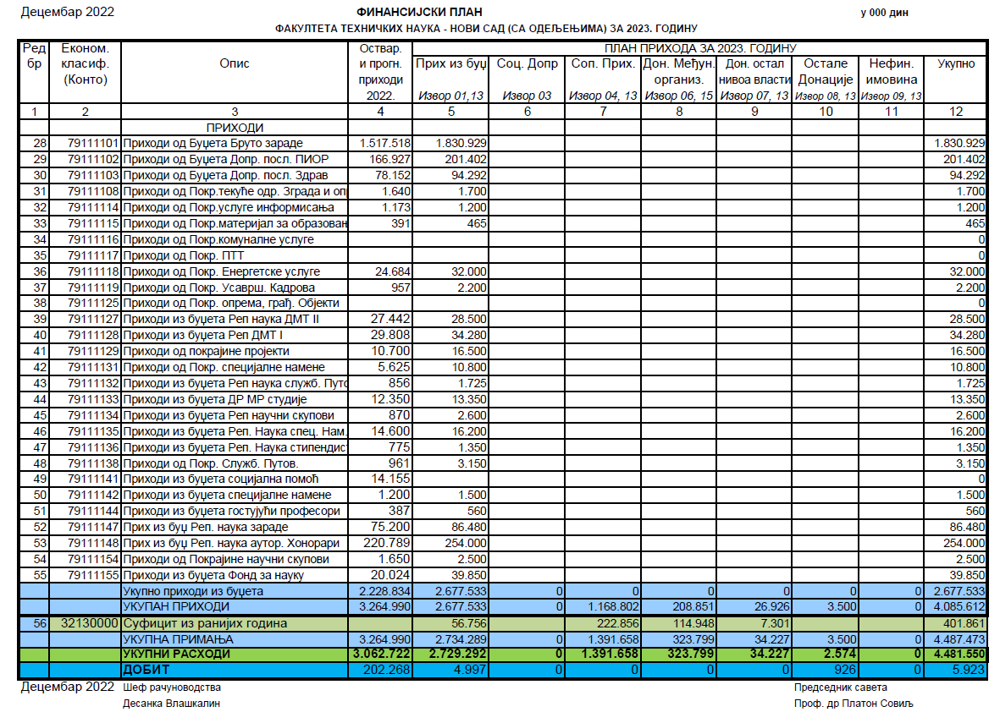 Децембар 2022 ФИНАНСИЈСКИ ПЛАН у 000 дин
ФАКУЛТЕТА ТЕХНИЧКИХ НАУКА - НОВИ САД (СА ОДЕЉЕЊИМА) ЗА 2023. ГОДИНУ
Ред бр Економ. класиф. (Конто) Опис Оствар. и прогн. приходи 2022. ПЛАН ПРИХОДА ЗА 2023. ГОДИНУ
Прих из буџ Соц. Допр Соп. Прих. Дон. Међун. организ. Дон. остал нивоа власти Остале Донације Нефин. имовина Укупно
Извор 01,13 Извор 03 Извор 04, 13 Извор 06, 15 Извор 07, 13 Извор 08, 13 Извор 09, 13
1 2 3 4 5 6 7 8 9 10 11 12
ПРИХОДИ
28 79111101 Приходи од Буџета Бруто зараде 1.517.518 1.830.929 1.830.929
29 79111102 Приходи од Буџета Допр. посл. ПИОР 166.927 201.402 201.402
30 79111103 Приходи од Буџета Допр. посл. Здрав 78.152 94.292 94.292
31 79111108 Приходи од Покр.текуће одр. Зграда и оп 1.640 1.700 1.700
32 79111114 Приходи од Покр.услуге информисања 1.173 1.200 1.200
33 79111115 Приходи од Покр.материјал за образован 391 465 465
34 79111116 Приходи од Покр.комуналне услуге 0
35 79111117 Приходи од Покр. ПТТ 0
36 79111118 Приходи од Покр. Енергетске услуге 24.684 32.000 32.000
37 79111119 Приходи од Покр. Усаврш. Кадрова 957 2.200 2.200
38 79111125 Приходи од Покр. опрема, грађ. Објекти 0
39 79111127 Приходи из буџета Реп наука ДМТ II 27.442 28.500 28.500
40 79111128 Приходи из буџета Реп ДМТ I 29.808 34.280 34.280
41 79111129 Приходи од покрајине пројекти 10.700 16.500 16.500
42 79111131 Приходи од Покр. специјалне намене 5.625 10.800 10.800
43 79111132 Приходи из буџета Реп наука служб. Путо 856 1.725 1.725
44 79111133 Приходи из буџета ДР МР студије 12.350 13.350 13.350
45 79111134 Приходи из буџета Реп научни скупови 870 2.600 2.600
46 79111135 Приходи из буџета Реп. Наука спец. Нам. 14.600 16.200 16.200
47 79111136 Приходи из буџета Реп. Наука стипендист 775 1.350 1.350
48 79111138 Приходи од Покр. Служб. Путов. 961 3.150 3.150
49 79111141 Приходи из буџета социјална помоћ 14.155 0
50 79111142 Приходи из буџета специјалне намене 1.200 1.500 1.500
51 79111144 Приходи из буџета гостујући професори 387 560 560
52 79111147 Прих из буџ Реп. наука зараде 75.200 86.480 86.480
53 79111148 Прих из буџ Реп. наука аутор. Хонорари 220.789 254.000 254.000
54 79111154 Приходи од Покрајине научни скупови 1.650 2.500 2.500
55 79111155 Приходи из буџета Фонд за науку 20.024 39.850 39.850
Укупно приходи из буџета 2.228.834 2.677.533 0 0 0 0 0 0 2.677.533
УКУПАН ПРИХОДИ 3.264.990 2.677.533 0 1.168.802 208.851 26.926 3.500 0 4.085.612
56 32130000 Суфицит из ранијих година 56.756 222.856 114.948 7.301 401.861
УКУПНА ПРИМАЊА 3.264.990 2.734.289 0 1.391.658 323.799 34.227 3.500 0 4.487.473
УКУПНИ РАСХОДИ 3.062.722 2.729.292 0 1.391.658 323.799 34.227 2.574 0 4.481.550
ДОБИТ 202.268 4.997 0 0 0 0 926 0 5.923
Децембар 2022 Шеф рачуноводства Председник савета
Десанка Влашкалин Проф. др Платон Совиљ